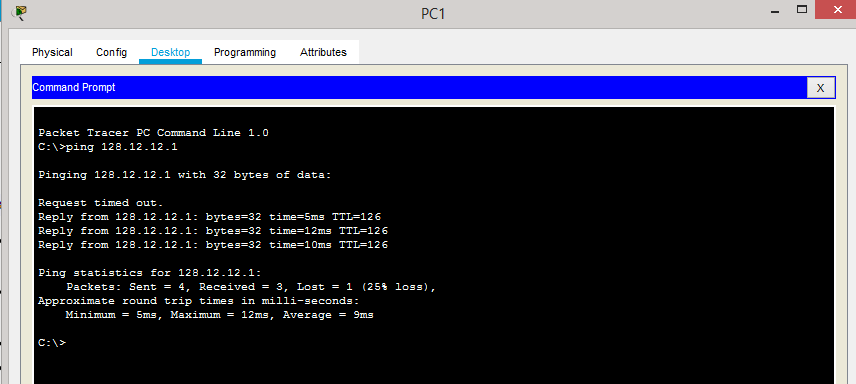 PC1
Physical Config Desktop Programming Attributes
Command Prompt X
Packet Tracer PC Command Line 1.0
C:\>ping 128.12.12.1
Pinging 128.12.12.1 with 32 bytes of data:
Request timed out.
Reply from 128.12.12.1: bytes=32 time=5ms TTL=126
Reply from 128.12.12.1: bytes=32 time=12ms TTL=126
Reply from 128.12.12.1: bytes=32 time=10ms TTL=126
Ping statistics for 128.12.12.1:
Packets: Sent = 4, Received = 3, Lost = 1 (25% loss),
Approximate round trip times in milli-seconds:
Minimum = 5ms, Maximum = 12ms, Average = 9ms
C:\>